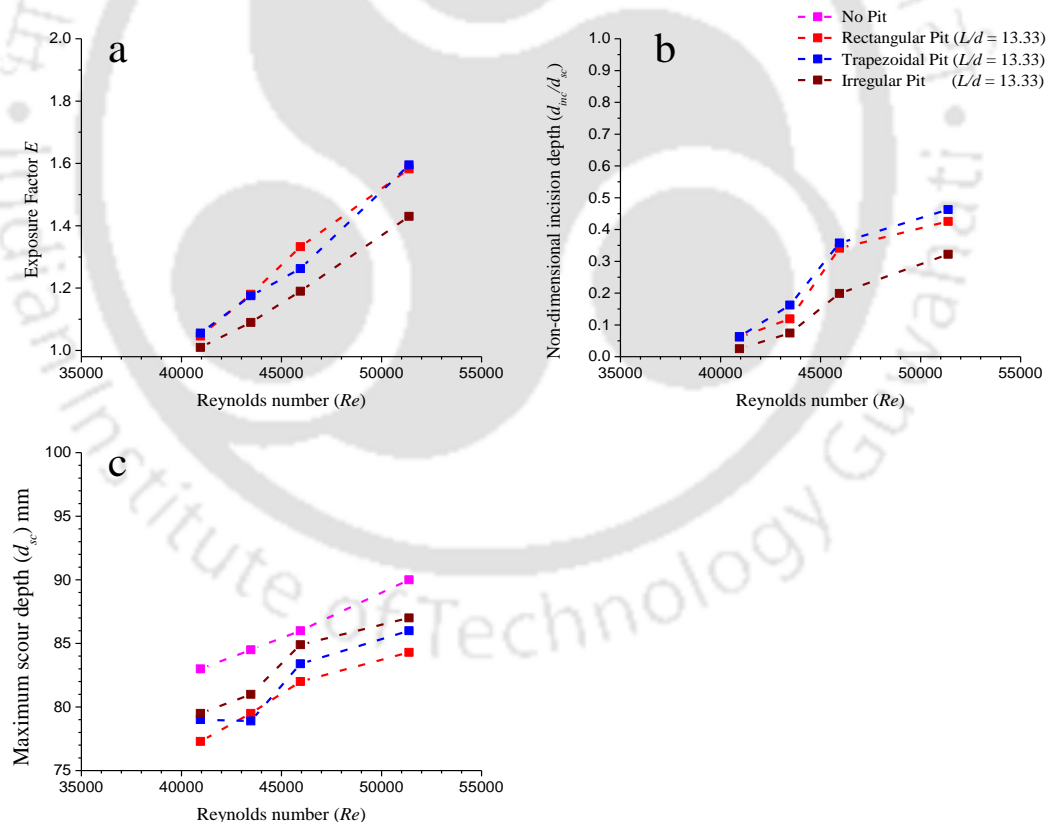 No Pit
Rectangular Pit (L/d = 13.33)
Trapezoidal Pit (L/d = 13.33)
Irregular Pit (L/d = 13.33)
a
Exposure Factor E
2.0
1.8
1.6
1.4
1.2
1.0
35000 40000 45000 50000 55000
Reynolds number (Re)
b
Non-dimensional incision depth (d_inc/d_sc)
1.0
0.9
0.8
0.7
0.6
0.5
0.4
0.3
0.2
0.1
0.0
35000 40000 45000 50000 55000
Reynolds number (Re)
c
Maximum scour depth (d_sc) mm
100
95
90
85
80
75
35000 40000 45000 50000 55000
Reynolds number (Re)
Institute of Technology Guwahati